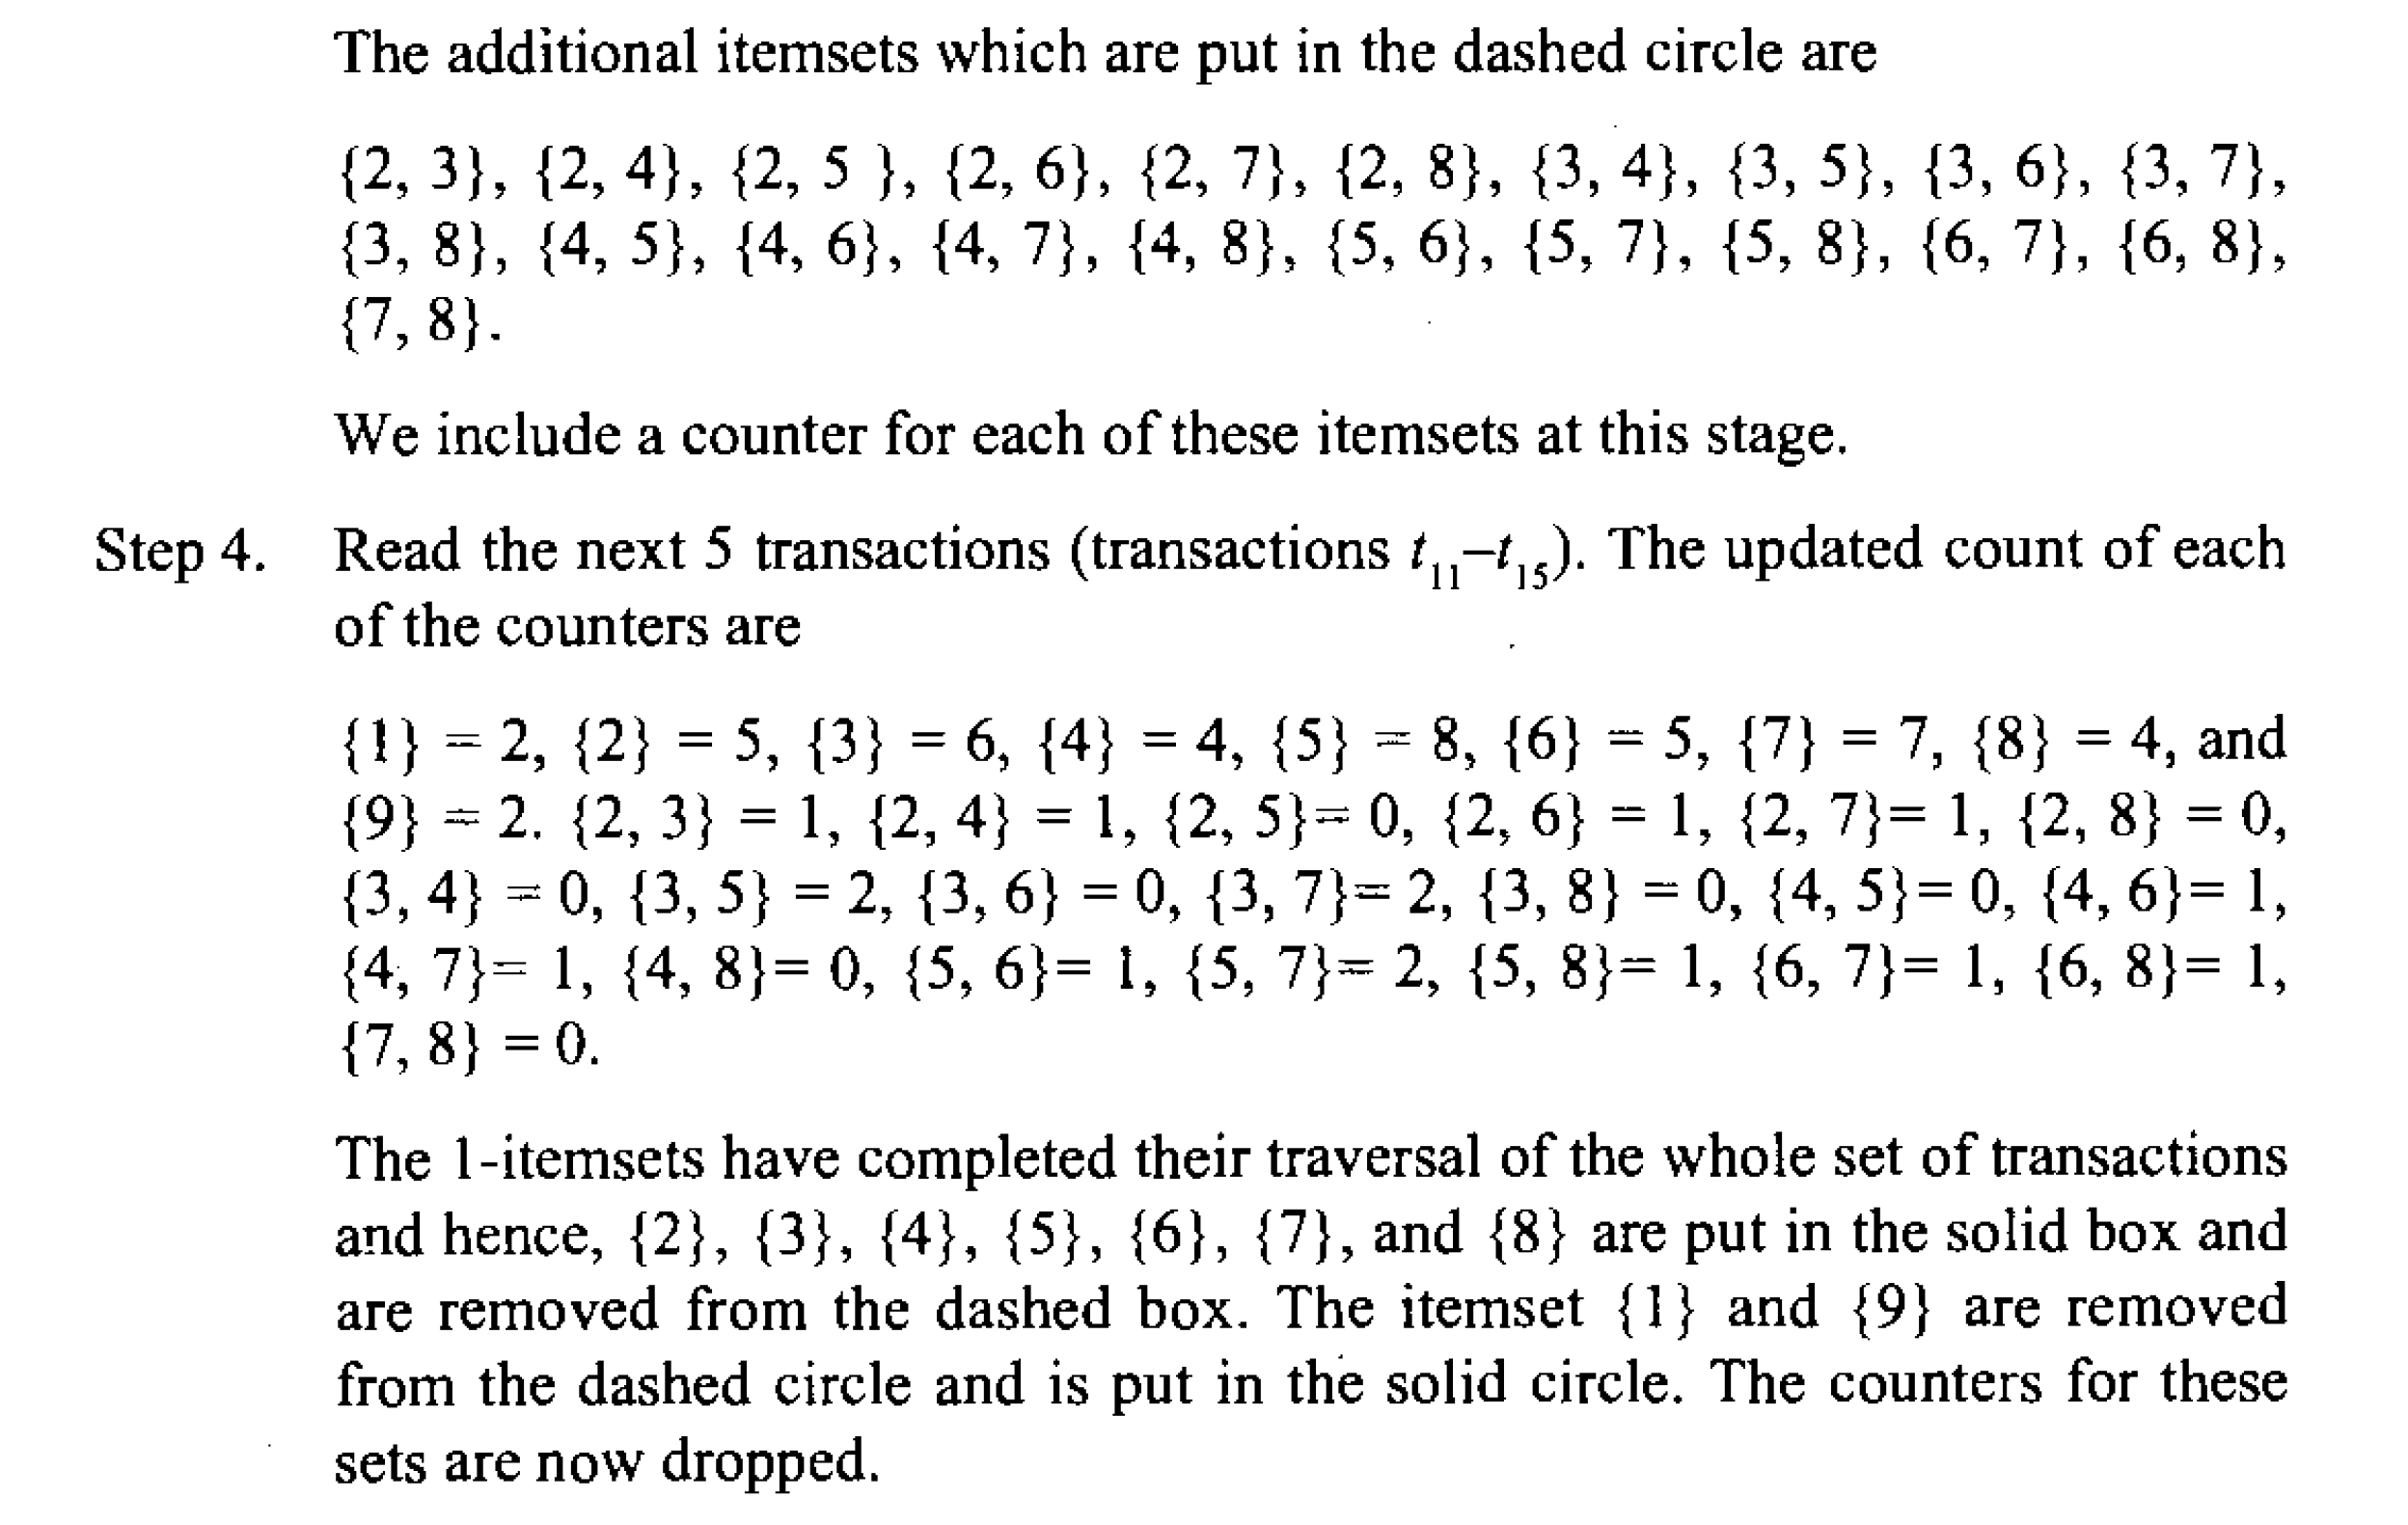 The additional itemsets which are put in the dashed circle are
{2, 3}, {2, 4}, {2, 5 }, {2, 6}, {2, 7}, {2, 8}, {3, 4}, {3, 5}, {3, 6}, {3, 7},
{3, 8}, {4, 5}, {4, 6}, {4, 7}, {4, 8}, {5, 6}, {5, 7}, {5, 8}, {6, 7}, {6, 8},
{7, 8}.
We include a counter for each of these itemsets at this stage.
Step 4. Read the next 5 transactions (transactions t₁₁–t₁₅). The updated count of each
of the counters are
{1} = 2, {2} = 5, {3} = 6, {4} = 4, {5} = 8, {6} = 5, {7} = 7, {8} = 4, and
{9} = 2. {2, 3} = 1, {2, 4} = 1, {2, 5}= 0, {2, 6} = 1, {2, 7}= 1, {2, 8} = 0,
{3, 4} = 0, {3, 5} = 2, {3, 6} = 0, {3, 7}= 2, {3, 8} = 0, {4, 5}= 0, {4, 6}= 1,
{4, 7}= 1, {4, 8}= 0, {5, 6}= 1, {5, 7}= 2, {5, 8}= 1, {6, 7}= 1, {6, 8}= 1,
{7, 8} = 0.
The 1-itemsets have completed their traversal of the whole set of transactions
and hence, {2}, {3}, {4}, {5}, {6}, {7}, and {8} are put in the solid box and
are removed from the dashed box. The itemset {1} and {9} are removed
from the dashed circle and is put in the solid circle. The counters for these
sets are now dropped.